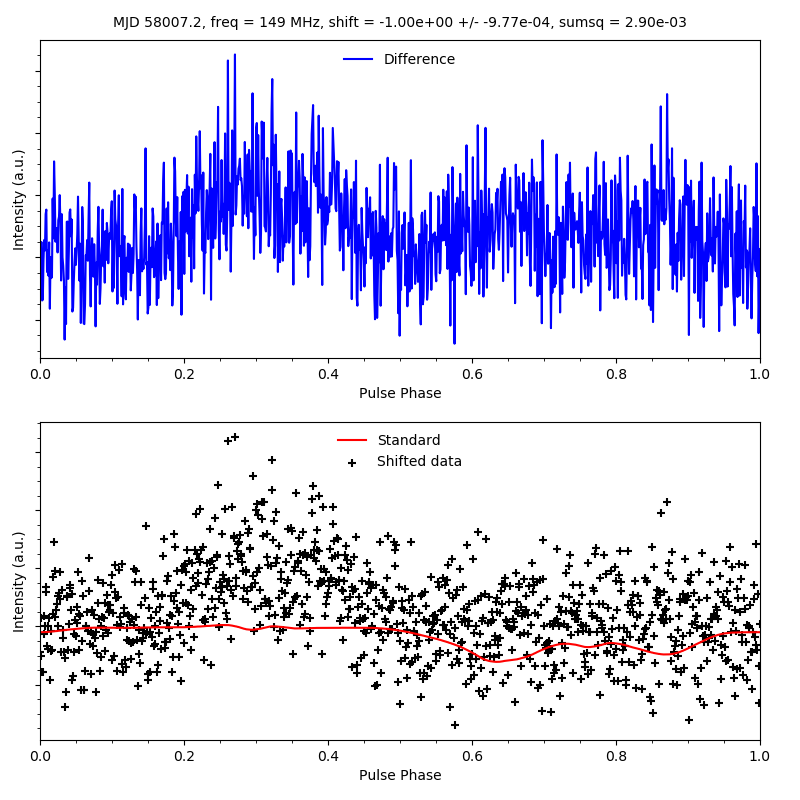 MJD 58007.2, freq = 149 MHz, shift = -1.00e+00 +/- -9.77e-04, sumsq = 2.90e-03
Difference
Intensity (a.u.)
0.0 0.2 0.4 0.6 0.8 1.0
Pulse Phase
Standard
Shifted data
Intensity (a.u.)
0.0 0.2 0.4 0.6 0.8 1.0
Pulse Phase